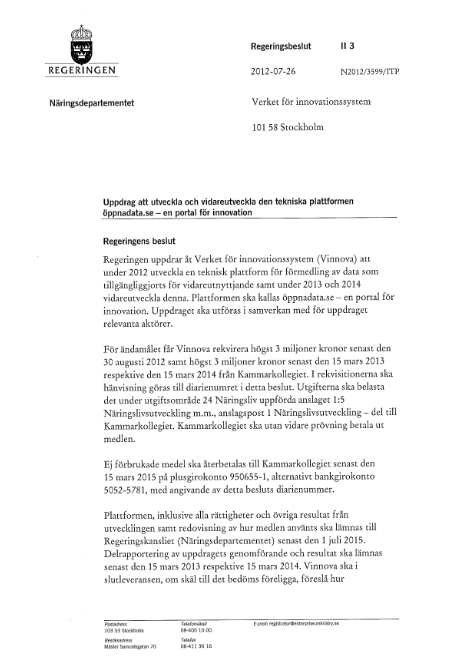 REGERINGEN
Regeringsbeslut II 3
2012-07-26 N2012/3599/ITP
Näringsdepartementet
Verket för innovationssystem
101 58 Stockholm
Uppdrag att utveckla och vidareutveckla den tekniska plattformen
öppnadata.se – en portal för innovation
Regeringens beslut
Regeringen uppdrar åt Verket för innovationssystem (Vinnova) att
under 2012 utveckla en teknisk plattform för förmedling av data som
tillgängliggjorts för vidareutnyttjande samt under 2013 och 2014
vidareutveckla denna. Plattformen ska kallas öppnadata.se – en portal för
innovation. Uppdraget ska utföras i samverkan med för uppdraget
relevanta aktörer.
För ändamålet får Vinnova rekvirera högst 3 miljoner kronor senast den
30 augusti 2012 samt högst 3 miljoner kronor senast den 15 mars 2013
respektive den 15 mars 2014 från Kammarkollegiet. I rekvisitionerna ska
hänvisning göras till diarienumret i detta beslut. Utgifterna ska belasta
det under utgiftsområde 24 Näringsliv uppförda anslaget 1:5
Näringslivsutveckling m.m., anslagspost 1 Näringslivsutveckling – del till
Kammarkollegiet. Kammarkollegiet ska utan vidare prövning betala ut
medlen.
Ej förbrukade medel ska återbetalas till Kammarkollegiet senast den
15 mars 2015 på plusgirokonto 950655-1, alternativt bankgirokonto
5052-5781, med angivande av detta besluts diarienummer.
Plattformen, inklusive alla rättigheter och övriga resultat från
utvecklingen samt redovisning av hur medlen använts ska lämnas till
Regeringskansliet (Näringsdepartementet) senast den 1 juli 2015.
Delrapportering av uppdragets genomförande och resultat ska lämnas
senast den 15 mars 2013 respektive 15 mars 2014. Vinnova ska i
slutleveransen, om skäl till det bedöms föreligga, föreslå hur
Postadress Telefonväxel E-post: registrator@enterprise.ministry.se
103 33 Stockholm 08-405 10 00
Besöksadress Telefax
Mäster Samuelsgatan 70 08-411 36 16